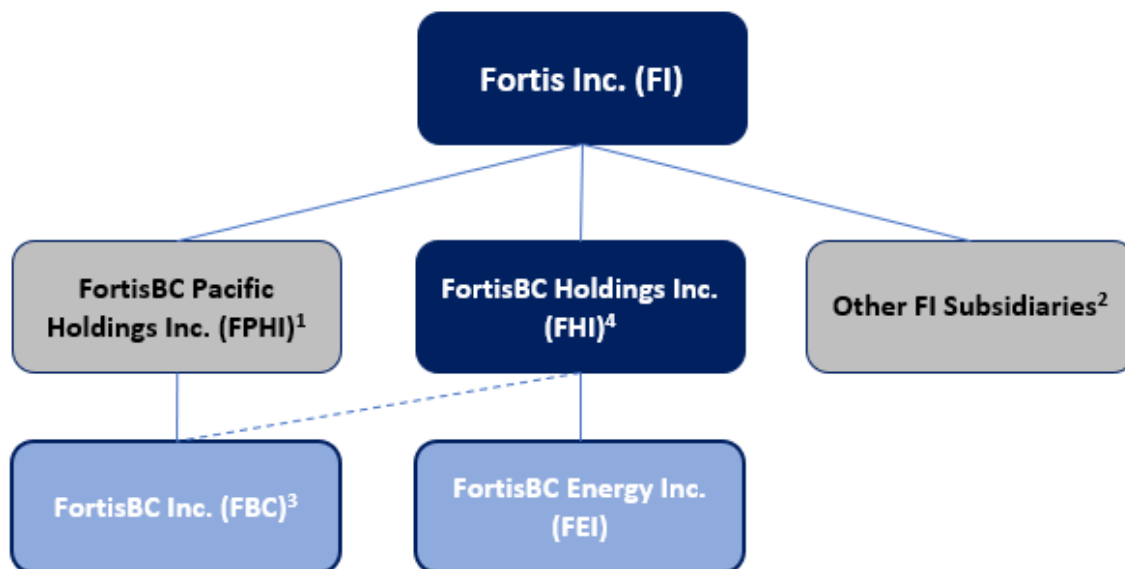 Fortis Inc. (FI)
FortisBC Pacific
Holdings Inc. (FPHI)¹
FortisBC Holdings Inc.
(FHI)⁴
Other FI Subsidiaries²
FortisBC Inc. (FBC)³
FortisBC Energy Inc.
(FEI)